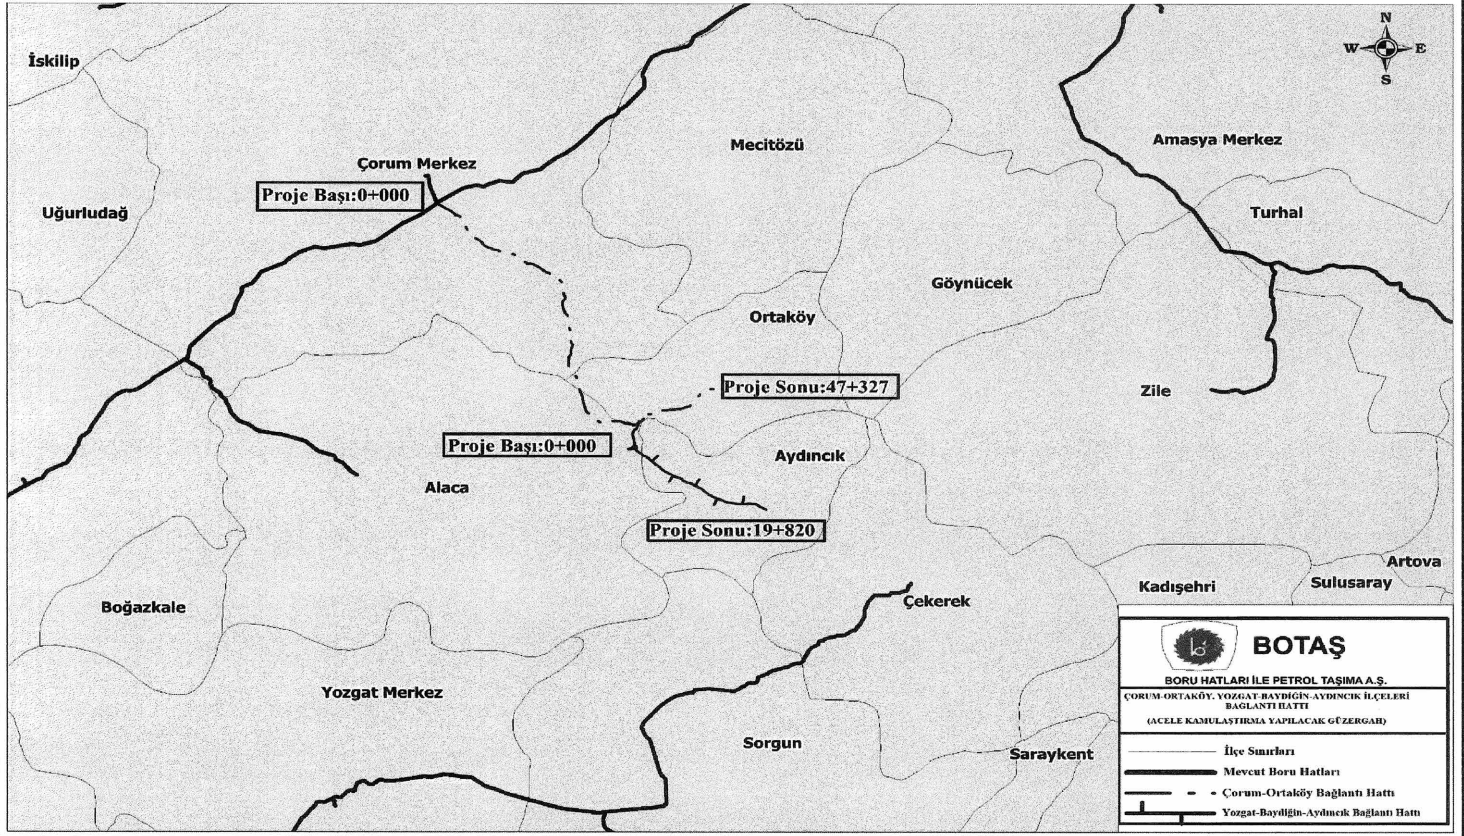 N
W E
S
İskilip
Mecitözü
Amasya Merkez
Çorum Merkez
Proje Başı:0+000
Uğurludağ
Turhal
Göynücek
Ortaköy
Proje Sonu:47+327
Zile
Proje Başı:0+000
Aydıncık
Alaca
Proje Sonu:19+820
Artova
Kadışehri
Sulusaray
Boğazkale
Çekerek
Yozgat Merkez
Sorgun
Saraykent
BOTAŞ
BORU HATLARI İLE PETROL TAŞIMA A.Ş.
ÇORUM-ORTAKÖY, YOZGAT-BAYDİĞİN-AYDINCIK İLÇELERİ
BAĞLANTI HATTI
(ACELE KAMULAŞTIRMA YAPILACAK GÜZERGAH)
İlçe Sınırları
Mevcut Boru Hatları
Çorum-Ortaköy Bağlantı Hattı
Yozgat-Baydiğin-Aydıncık Bağlantı Hattı